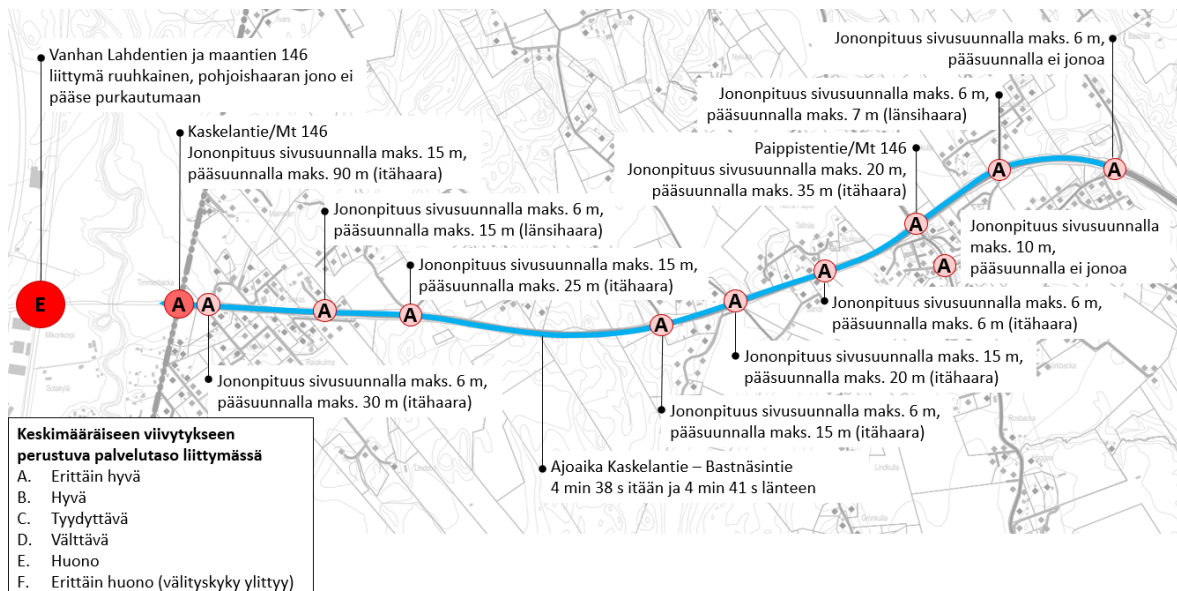 Vanhan Lahdentien ja maantien 146
liittymä ruuhkainen, pohjoishaaran jono ei
pääse purkautumaan
Kaskelantie/Mt 146
Jononpituus sivusuunnalla maks. 15 m,
pääsuunnalla maks. 90 m (itähaara)
Jononpituus sivusuunnalla maks. 6 m,
pääsuunnalla maks. 15 m (länsihaara)
Jononpituus sivusuunnalla maks. 15 m,
pääsuunnalla maks. 25 m (itähaara)
Jononpituus sivusuunnalla maks. 6 m,
pääsuunnalla ei jonoa
Jononpituus sivusuunnalla maks. 6 m,
pääsuunnalla maks. 7 m (länsihaara)
Paippistentie/Mt 146
Jononpituus sivusuunnalla maks. 20 m,
pääsuunnalla maks. 35 m (itähaara)
Jononpituus sivusuunnalla
maks. 10 m,
pääsuunnalla ei jonoa
E
A
A
A
A
A
A
A
A
A
A
A
Jononpituus sivusuunnalla maks. 6 m,
pääsuunnalla maks. 6 m (itähaara)
Jononpituus sivusuunnalla maks. 15 m,
pääsuunnalla maks. 20 m (itähaara)
Jononpituus sivusuunnalla maks. 6 m,
pääsuunnalla maks. 15 m (itähaara)
Jononpituus sivusuunnalla maks. 6 m,
pääsuunnalla maks. 30 m (itähaara)
Ajoaika Kaskelantie – Bastnäsintie
4 min 38 s itään ja 4 min 41 s länteen
Keskimääräiseen viivytykseen
perustuva palvelutaso liittymässä
A. Erittäin hyvä
B. Hyvä
C. Tyydyttävä
D. Välttävä
E. Huono
F. Erittäin huono (välityskyky ylittyy)